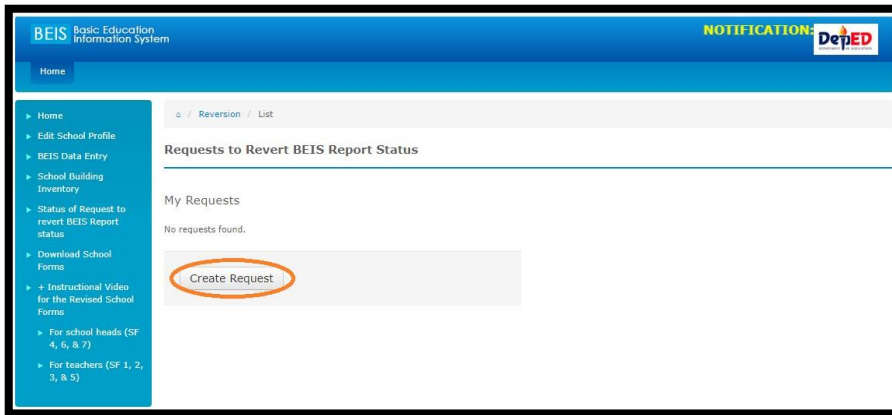 BEIS Basic Education
Information System
NOTIFICATION:
DepED
Home
Home
Edit School Profile
BEIS Data Entry
School Building
Inventory
Status of Request to
revert BEIS Report
status
Download School
Forms
+ Instructional Video
for the Revised School
Forms
For school heads (SF
4, 6, & 7)
For teachers (SF 1, 2,
3, & 5)
/ Reversion / List
Requests to Revert BEIS Report Status
My Requests
No requests found.
Create Request